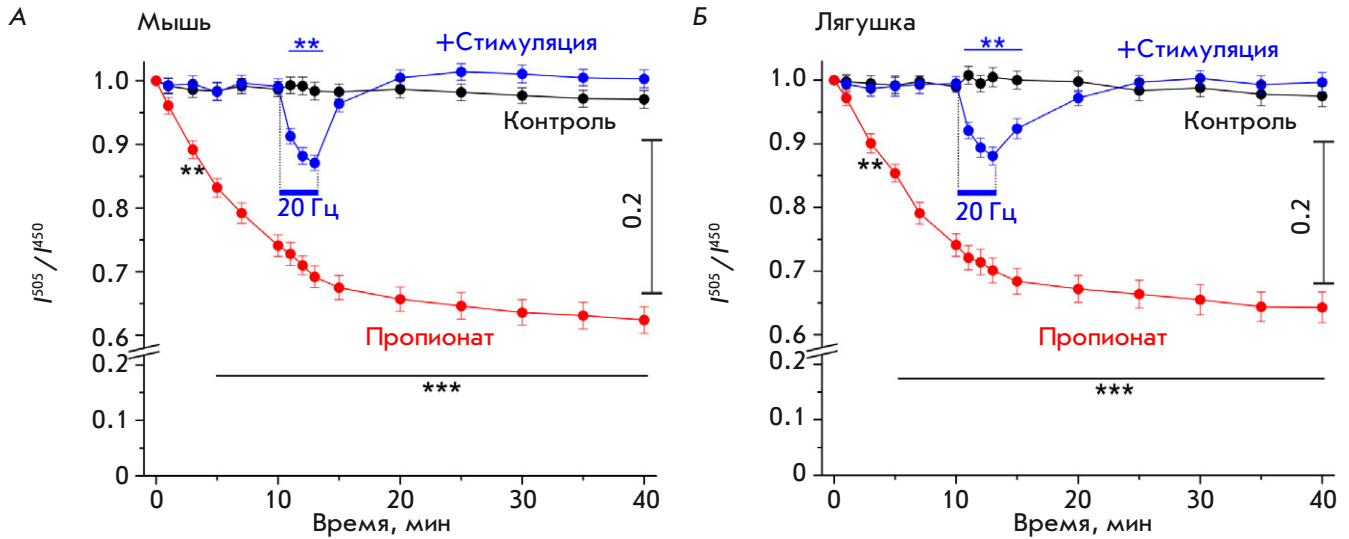 А
Мышь
**
+Стимуляция
1.0
Контроль
0.9
**
0.2
0.8
20 Гц
I⁵⁰⁵/I⁴⁵⁰
0.7
Пропионат
0.6
0.2
***
0.1
0
0 10 20 30 40
Время, мин
Б
Лягушка
**
+Стимуляция
1.0
Контроль
0.9
**
0.2
0.8
20 Гц
I⁵⁰⁵/I⁴⁵⁰
0.7
Пропионат
0.6
0.2
***
0.1
0
0 10 20 30 40
Время, мин